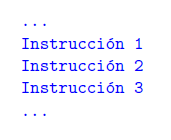 ...
Instrucción 1
Instrucción 2
Instrucción 3
...